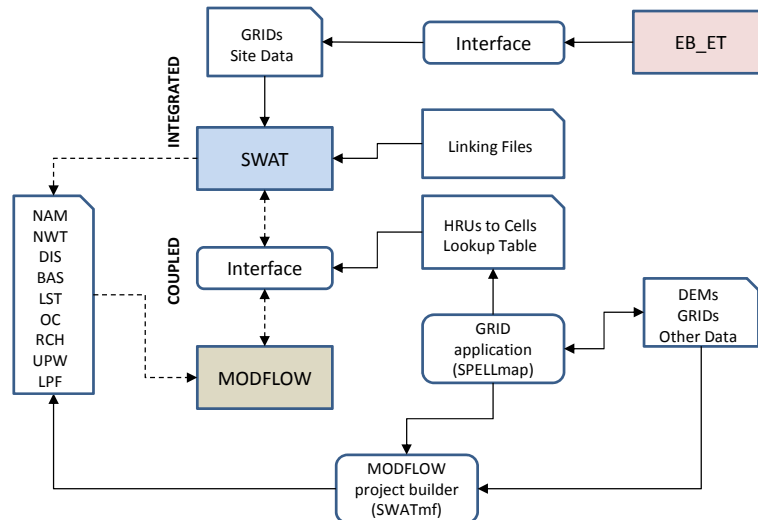 GRIDs
Site Data
Interface
EB_ET
INTEGRATED
SWAT
Linking Files
NAM
NWT
DIS
BAS
LST
OC
RCH
UPW
LPF
COUPLED
Interface
HRUs to Cells
Lookup Table
DEMs
GRIDs
Other Data
GRID
application
(SPELLmap)
MODFLOW
MODFLOW
project builder
(SWATmf)